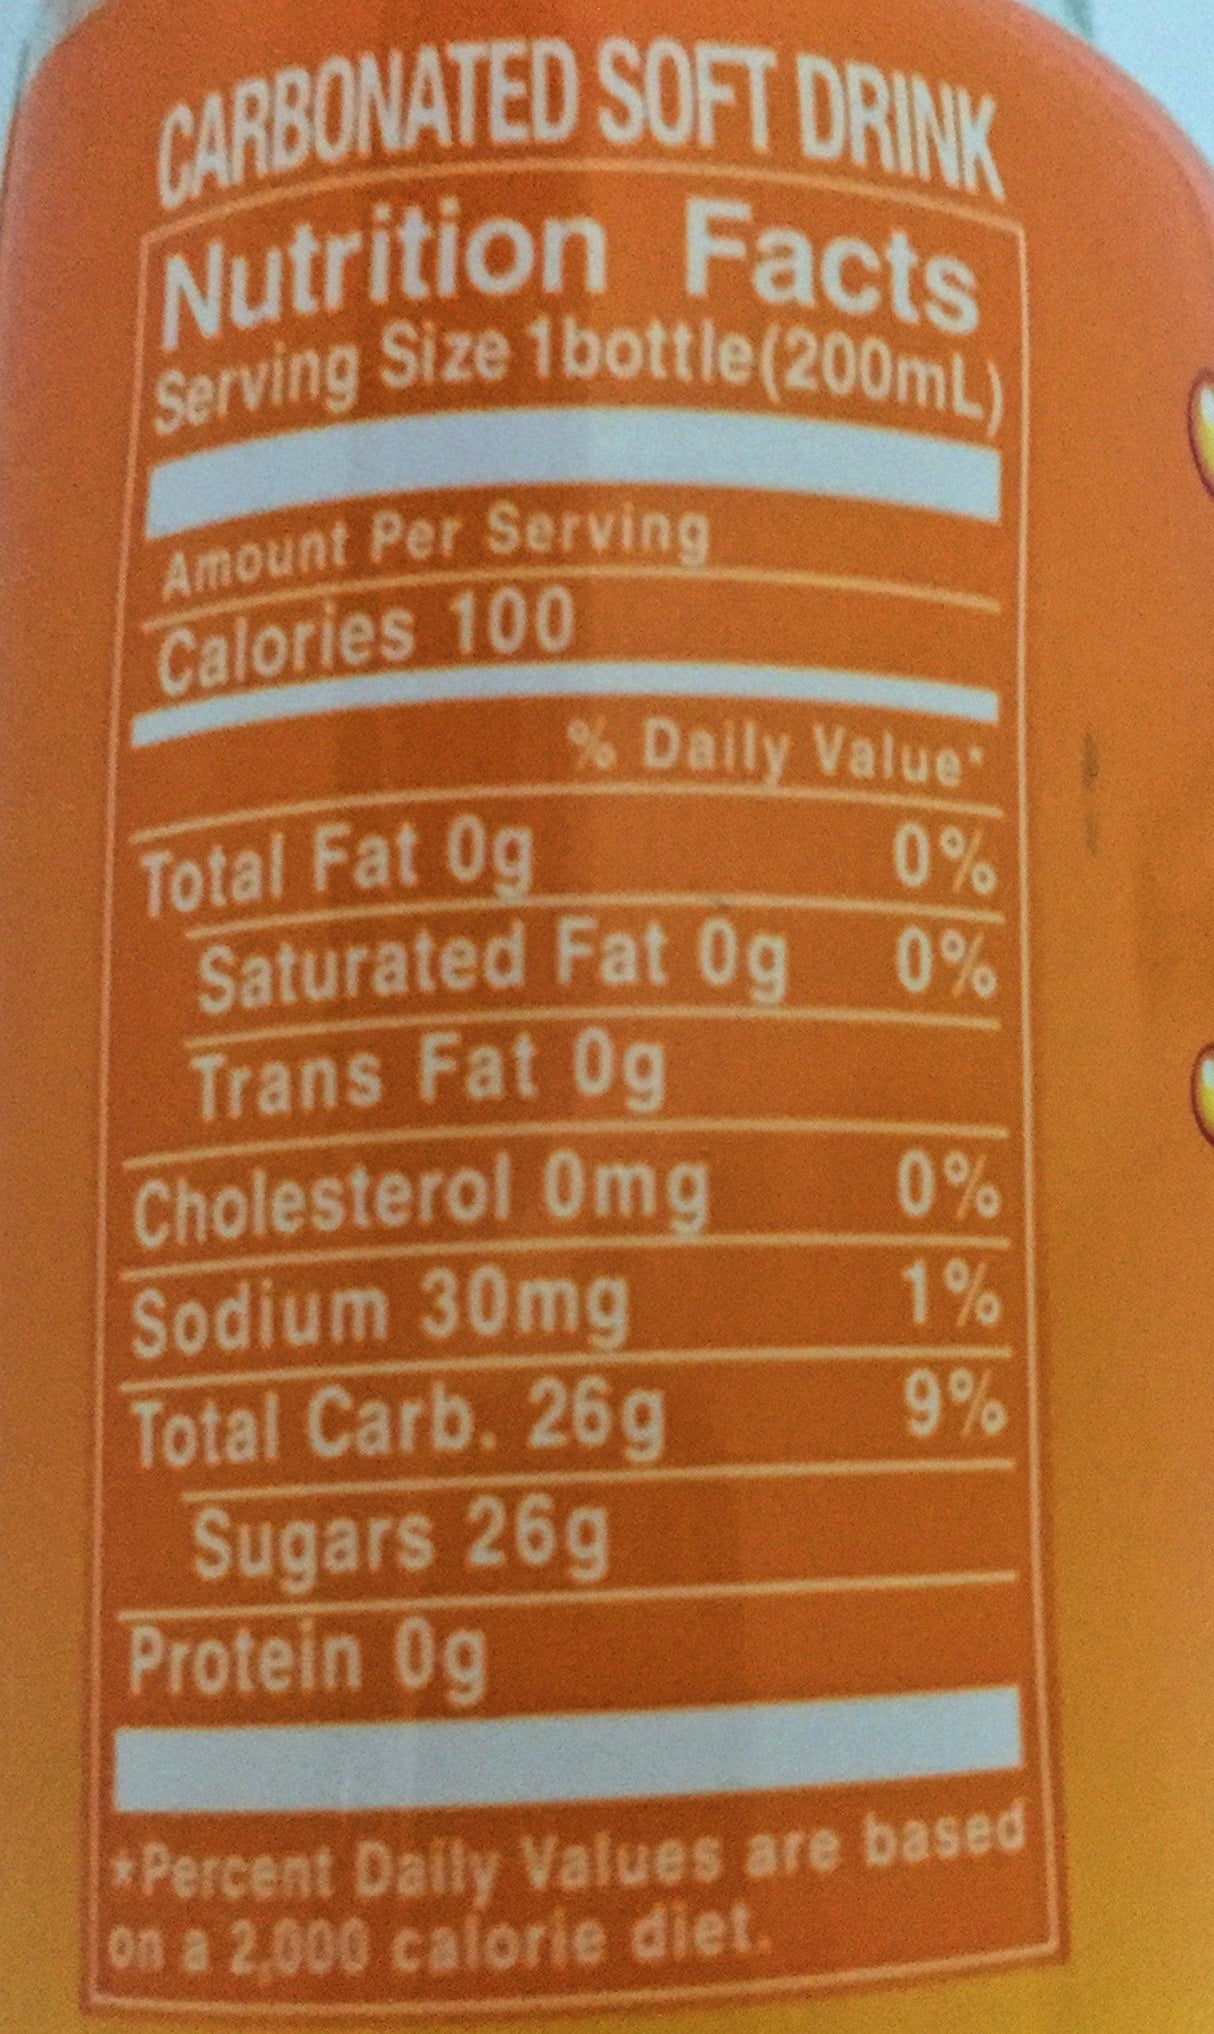 CARBONATED SOFT DRINK
Nutrition Facts
Serving Size 1bottle(200mL)
Amount Per Serving
Calories 100
% Daily Value*
Total Fat 0g 0%
Saturated Fat 0g 0%
Trans Fat 0g
Cholesterol 0mg 0%
Sodium 30mg 1%
Total Carb. 26g 9%
Sugars 26g
Protein 0g
*Percent Daily Values are based
on a 2,000 calorie diet.